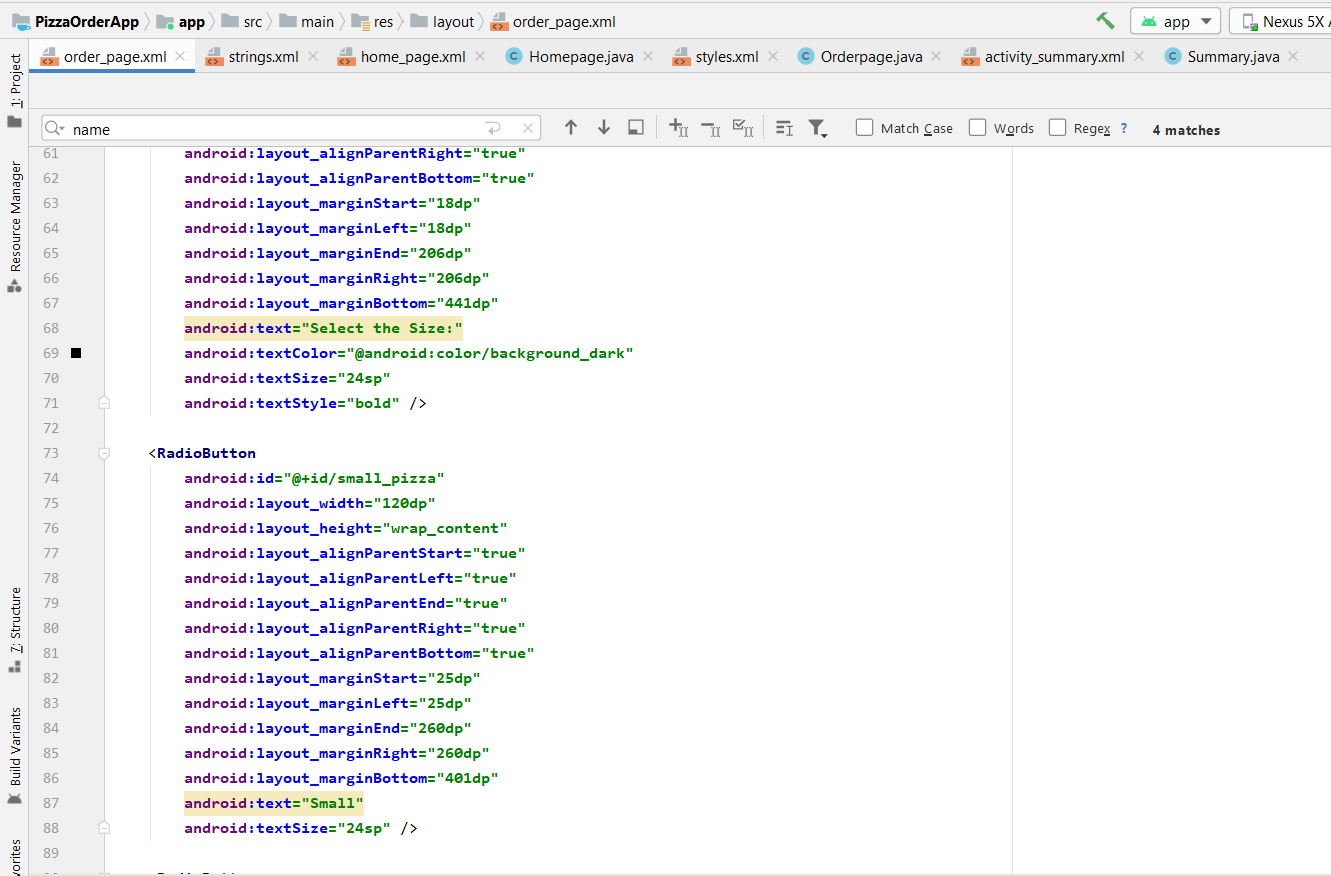 PizzaOrderApp app src main res layout order_page.xml app Nexus 5X
order_page.xml strings.xml home_page.xml Homepage.java styles.xml Orderpage.java activity_summary.xml Summary.java
name Match Case Words Regex ? 4 matches
1: Project
Resource Manager
7: Structure
Build Variants
61 android:layout_alignParentRight="true"
62 android:layout_alignParentBottom="true"
63 android:layout_marginStart="18dp"
64 android:layout_marginLeft="18dp"
65 android:layout_marginEnd="206dp"
66 android:layout_marginRight="206dp"
67 android:layout_marginBottom="441dp"
68 android:text="Select the Size:"
69 android:textColor="@android:color/background_dark"
70 android:textSize="24sp"
71 android:textStyle="bold" />
72
73 <RadioButton
74 android:id="@+id/small_pizza"
75 android:layout_width="120dp"
76 android:layout_height="wrap_content"
77 android:layout_alignParentStart="true"
78 android:layout_alignParentLeft="true"
79 android:layout_alignParentEnd="true"
80 android:layout_alignParentRight="true"
81 android:layout_alignParentBottom="true"
82 android:layout_marginStart="25dp"
83 android:layout_marginLeft="25dp"
84 android:layout_marginEnd="260dp"
85 android:layout_marginRight="260dp"
86 android:layout_marginBottom="401dp"
87 android:text="Small"
88 android:textSize="24sp" />
89